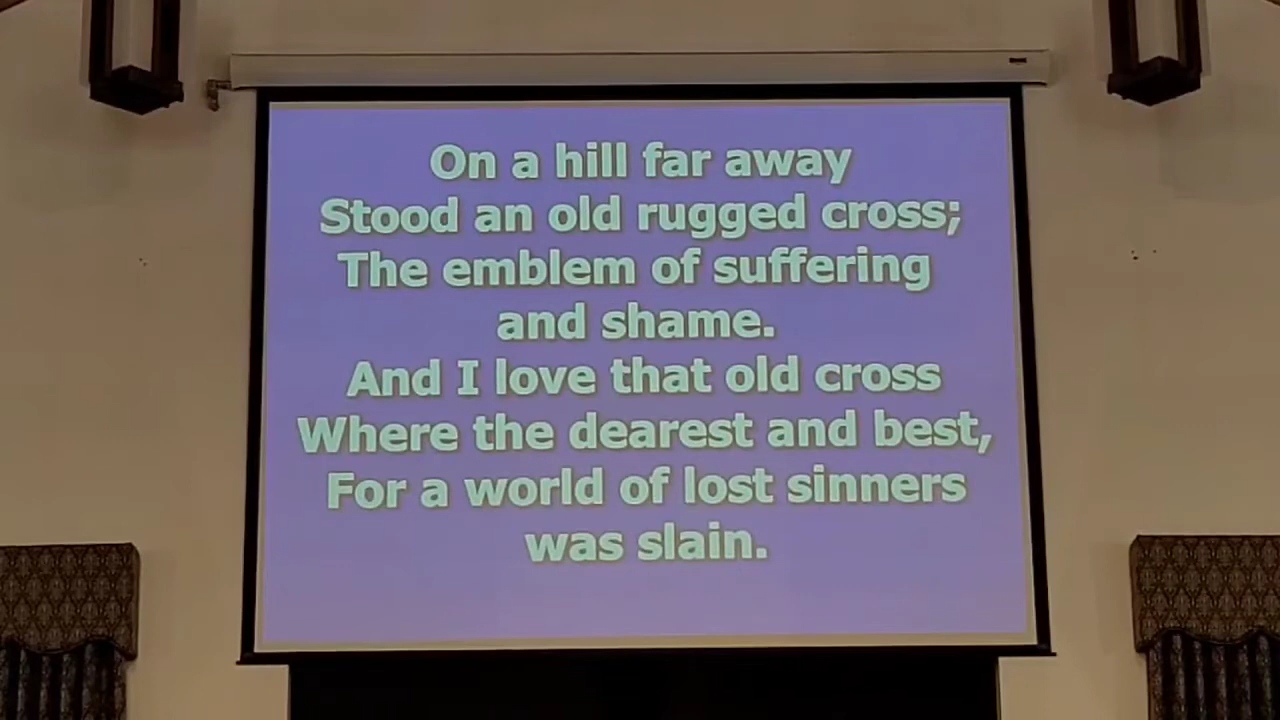 On a hill far away
Stood an old rugged cross;
The emblem of suffering
and shame.
And I love that old cross
Where the dearest and best,
For a world of lost sinners
was slain.